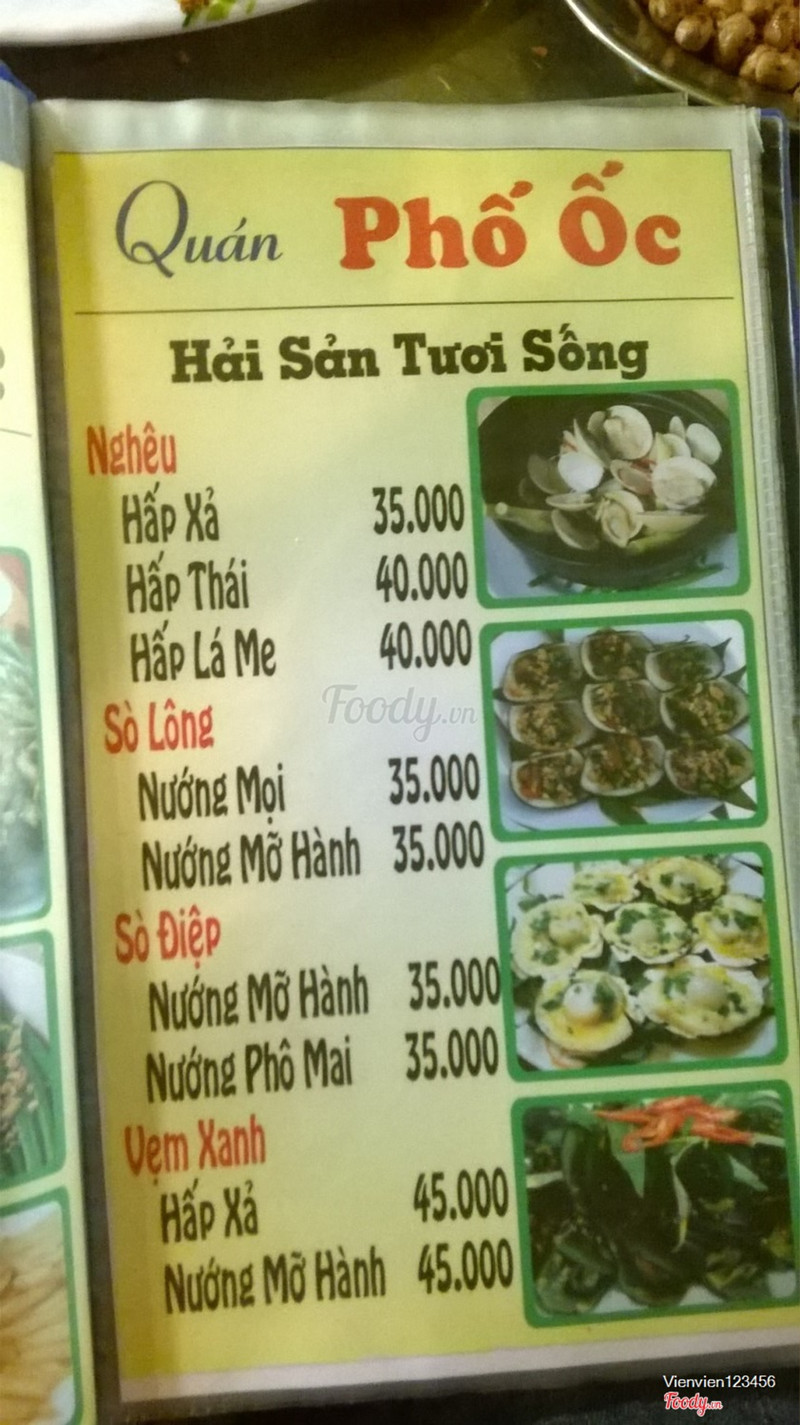 Quán Phố Ốc
Hải Sản Tươi Sống
Nghêu
Hấp Xả 35.000
Hấp Thái 40.000
Hấp Lá Me 40.000
Foody.vn
Sò Lông
Nướng Mọi 35.000
Nướng Mỡ Hành 35.000
Sò Điệp
Nướng Mỡ Hành 35.000
Nướng Phô Mai 35.000
Vẹm Xanh
Hấp Xả 45.000
Nướng Mỡ Hành 45.000
Vienvien123456
Foody.vn